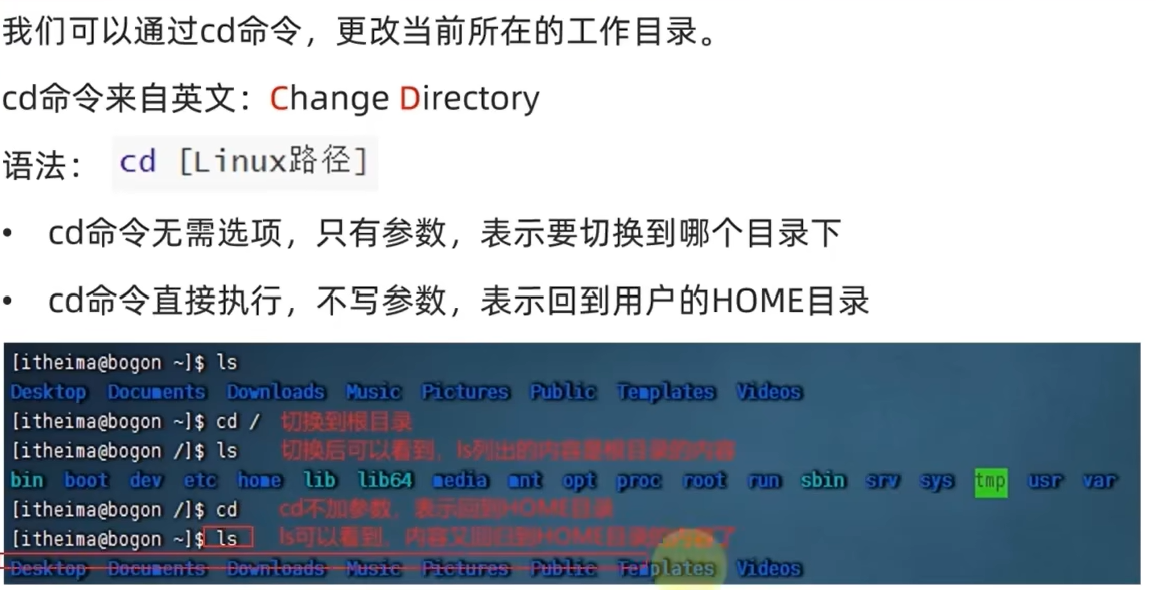 我们可以通过cd命令，更改当前所在的工作目录。
cd命令来自英文：Change Directory
语法： cd [Linux路径]
• cd命令无需选项，只有参数，表示要切换到哪个目录下
• cd命令直接执行，不写参数，表示回到用户的HOME目录
[itheima@bogon ~]$ ls
Desktop Documents Downloads Music Pictures Public Templates Videos
[itheima@bogon ~]$ cd / 切换到根目录
[itheima@bogon /]$ ls 切换后可以看到，ls列出的内容是根目录的内容
bin boot dev etc home lib lib64 media mnt opt proc root run sbin srv sys tmp usr var
[itheima@bogon /]$ cd cd不加参数，表示回到HOME目录
[itheima@bogon ~]$ ls ls可以看到，内容又回归到HOME目录的内容了
Desktop Documents Downloads Music Pictures Public Templates Videos